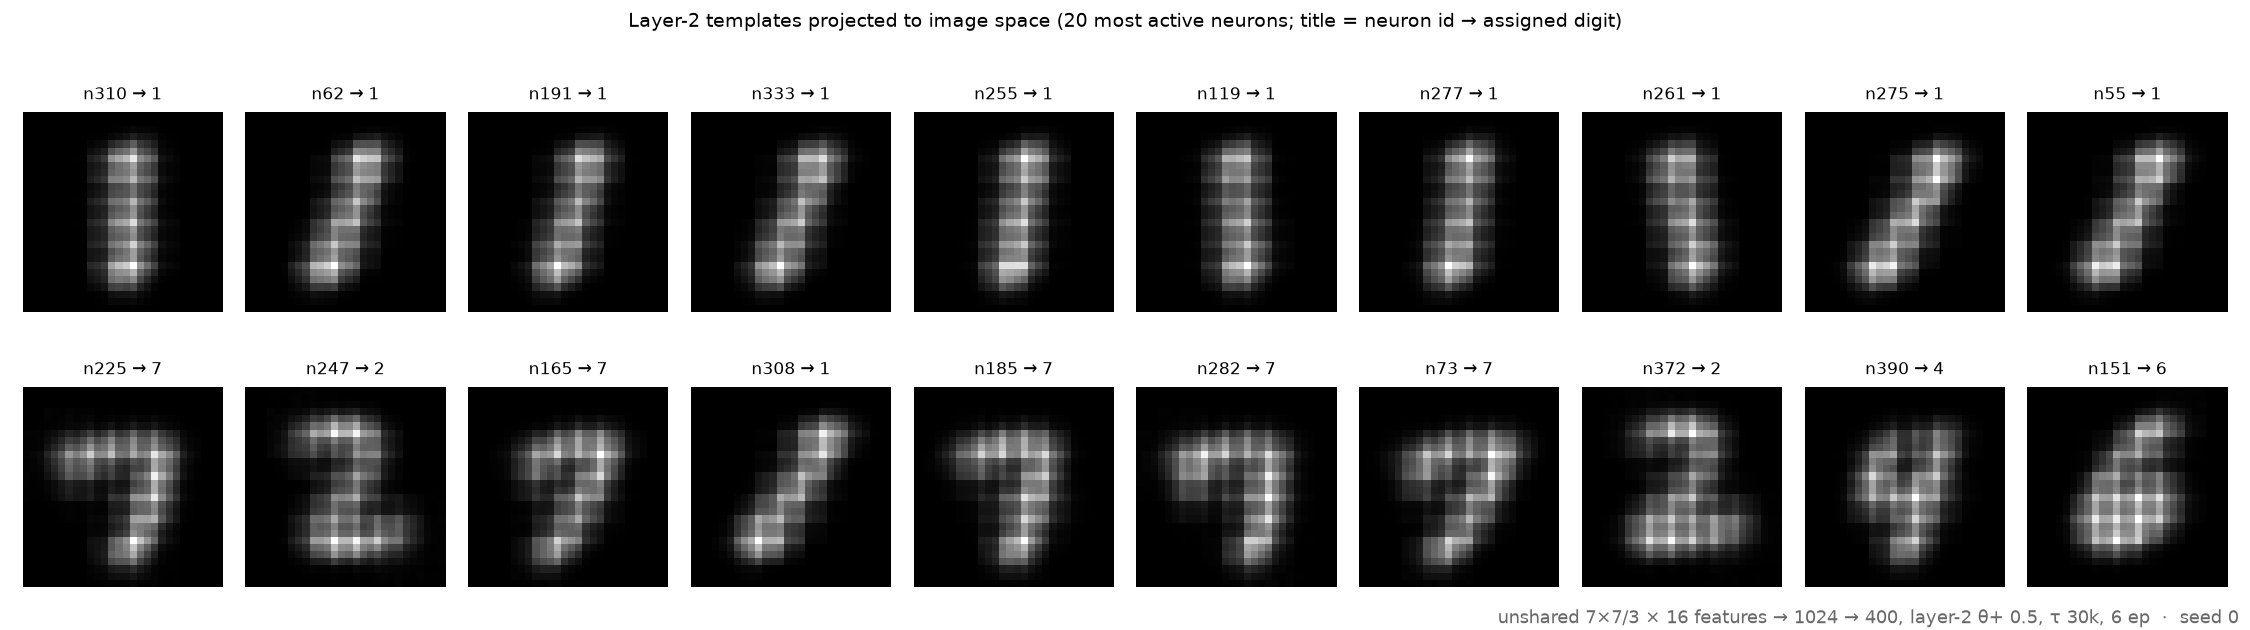 Layer-2 templates projected to image space (20 most active neurons; title = neuron id → assigned digit)
n310 → 1 n62 → 1 n191 → 1 n333 → 1 n255 → 1 n119 → 1 n277 → 1 n261 → 1 n275 → 1 n55 → 1
n225 → 7 n247 → 2 n165 → 7 n308 → 1 n185 → 7 n282 → 7 n73 → 7 n372 → 2 n390 → 4 n151 → 6
unshared 7×7/3 × 16 features → 1024 → 400, layer-2 θ+ 0.5, τ 30k, 6 ep · seed 0